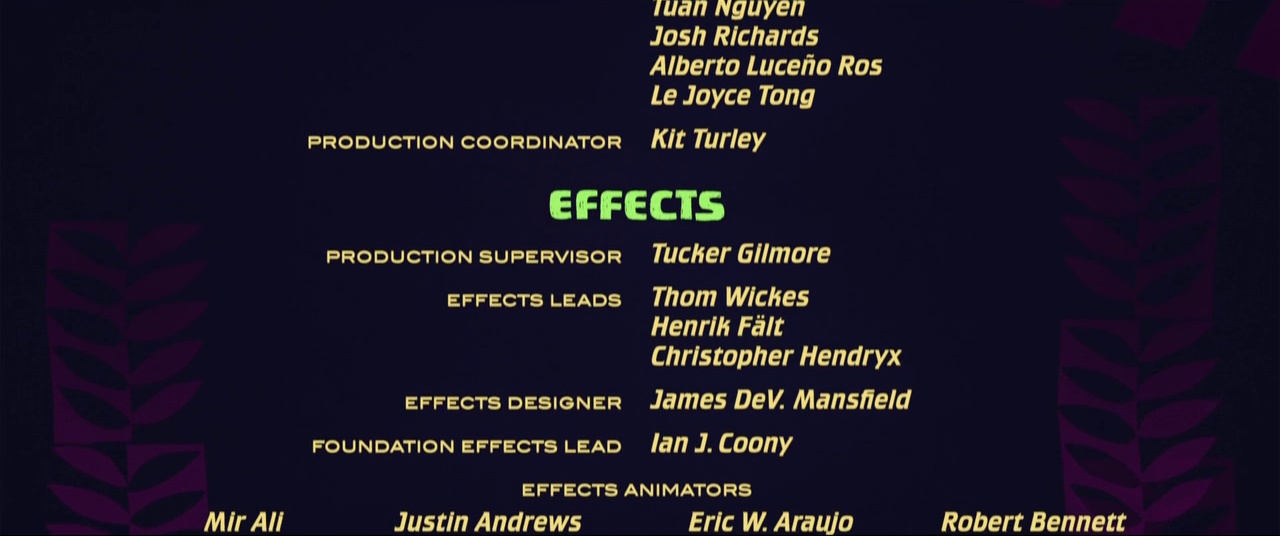 Tuan Nguyen
Josh Richards
Alberto Luceño Ros
Le Joyce Tong
PRODUCTION COORDINATOR Kit Turley
EFFECTS
PRODUCTION SUPERVISOR Tucker Gilmore
EFFECTS LEADS Thom Wickes
Henrik Fält
Christopher Hendryx
EFFECTS DESIGNER James DeV. Mansfield
FOUNDATION EFFECTS LEAD Ian J. Coony
EFFECTS ANIMATORS
Mir Ali Justin Andrews Eric W. Araujo Robert Bennett